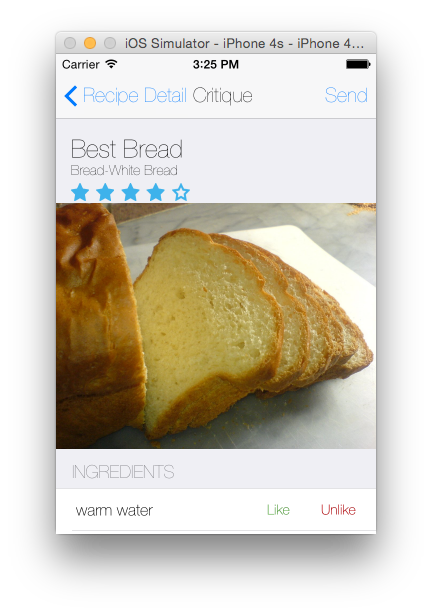 iOS Simulator - iPhone 4s - iPhone 4...
Carrier 3:25 PM
Recipe Detail Critique Send
Best Bread
Bread-White Bread
INGREDIENTS
warm water Like Unlike